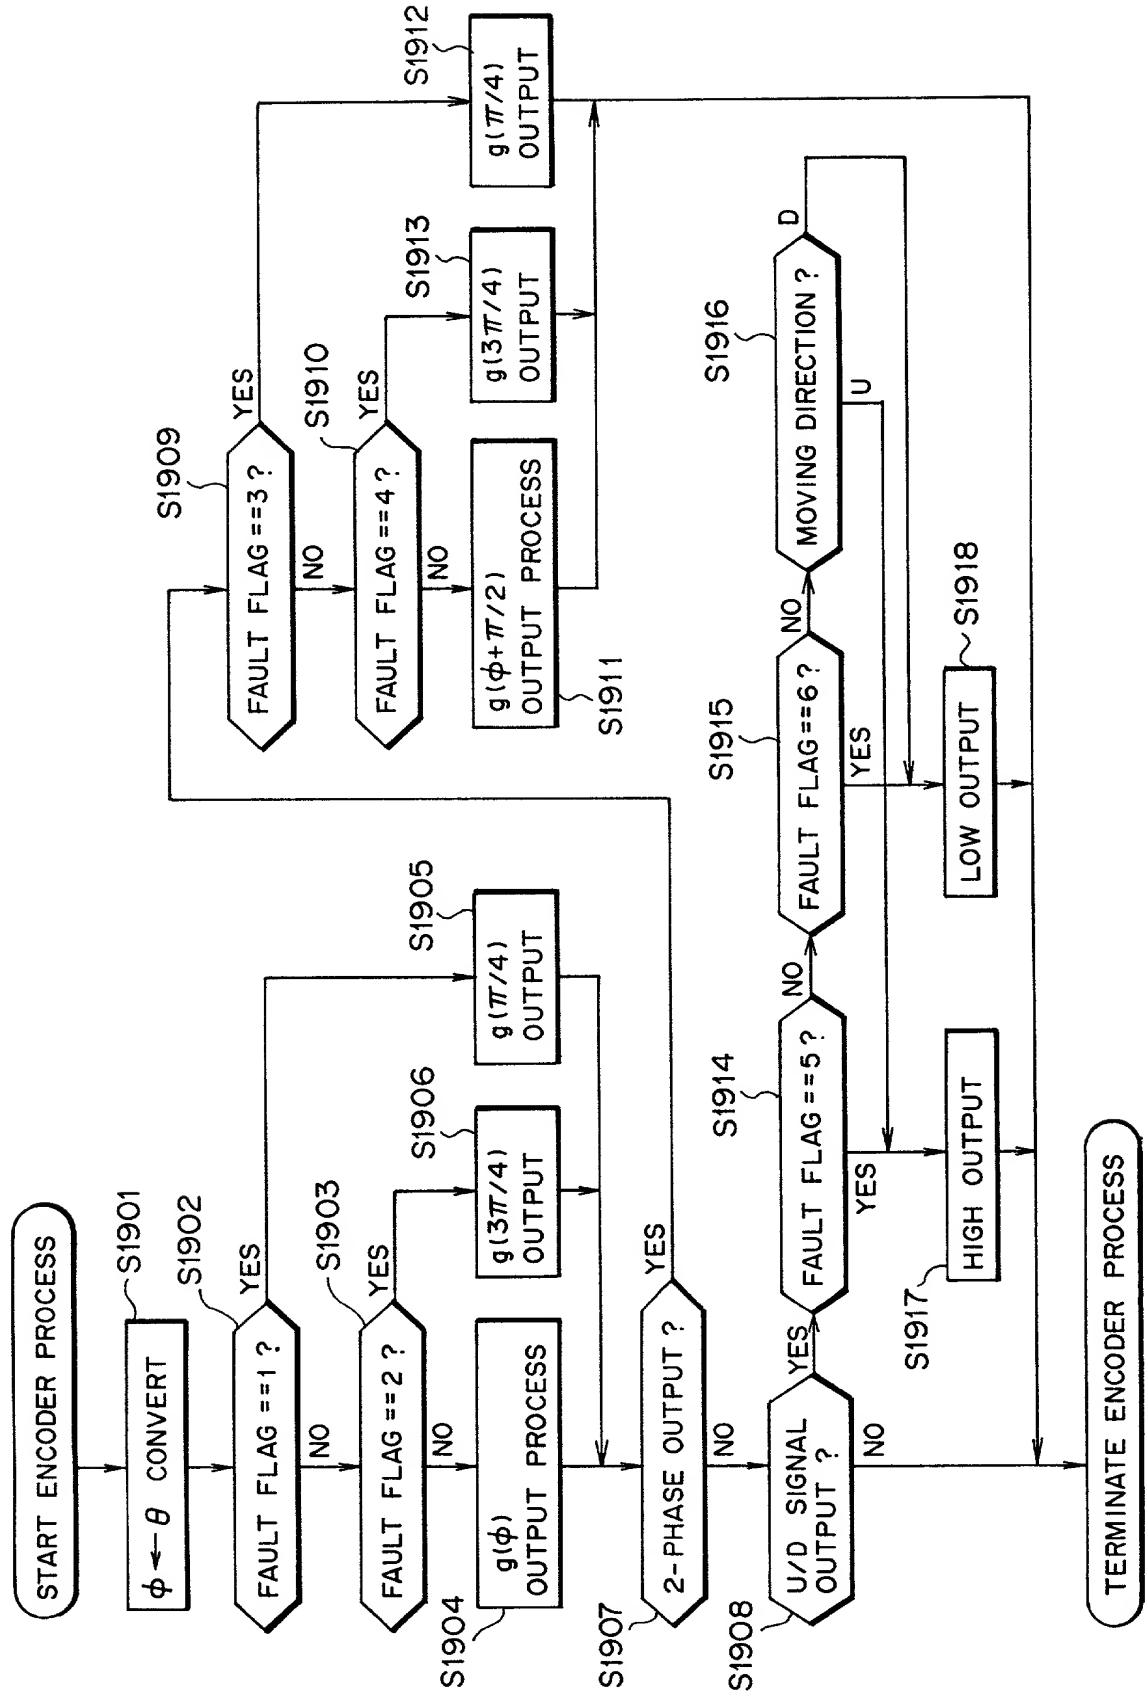 START ENCODER PROCESS
S1901
ϕ ← θ CONVERT
S1902
FAULT FLAG==1 ?
YES
NO
S1903
FAULT FLAG==2 ?
YES
NO
S1904
g(ϕ)
OUTPUT PROCESS
S1906
g(3π/4)
OUTPUT
S1905
g(π/4)
OUTPUT
S1907
2-PHASE OUTPUT ?
YES
NO
S1908
U/D SIGNAL
OUTPUT ?
YES
NO
S1909
FAULT FLAG==3 ?
YES
NO
S1910
FAULT FLAG==4 ?
YES
NO
S1911
g(ϕ+π/2)
OUTPUT PROCESS
S1913
g(3π/4)
OUTPUT
S1912
g(π/4)
OUTPUT
S1914
FAULT FLAG==5 ?
NO
YES
S1915
FAULT FLAG==6 ?
NO
YES
S1916
MOVING DIRECTION ?
D
U
S1917
HIGH OUTPUT
S1918
LOW OUTPUT
TERMINATE ENCODER PROCESS